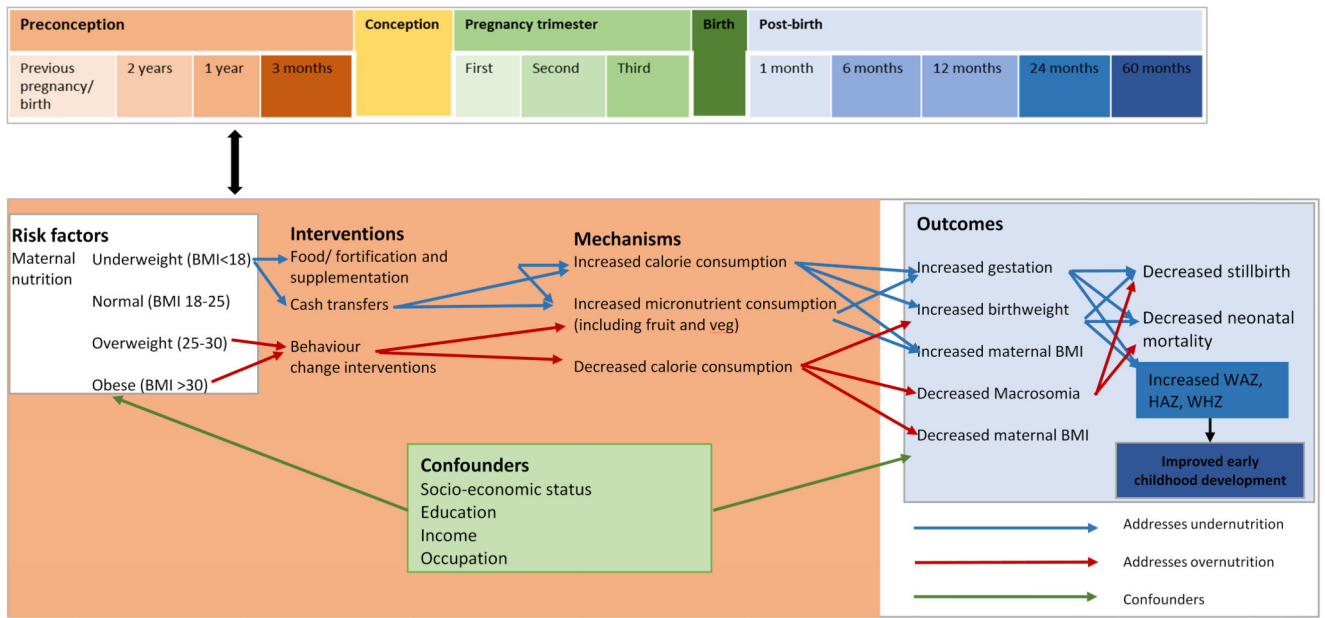 Preconception
Conception
Pregnancy trimester
Birth
Post-birth
Previous
pregnancy/
birth
2 years
1 year
3 months
First
Second
Third
1 month
6 months
12 months
24 months
60 months
Risk factors
Maternal
nutrition
Underweight (BMI<18)
Normal (BMI 18-25)
Overweight (25-30)
Obese (BMI >30)
Interventions
Food/ fortification and
supplementation
Cash transfers
Behaviour
change interventions
Mechanisms
Increased calorie consumption
Increased micronutrient consumption
(including fruit and veg)
Decreased calorie consumption
Outcomes
Increased gestation
Increased birthweight
Increased maternal BMI
Decreased Macrosomia
Decreased maternal BMI
Decreased stillbirth
Decreased neonatal
mortality
Increased WAZ,
HAZ, WHZ
Improved early
childhood development
Confounders
Socio-economic status
Education
Income
Occupation
Addresses undernutrition
Addresses overnutrition
Confounders